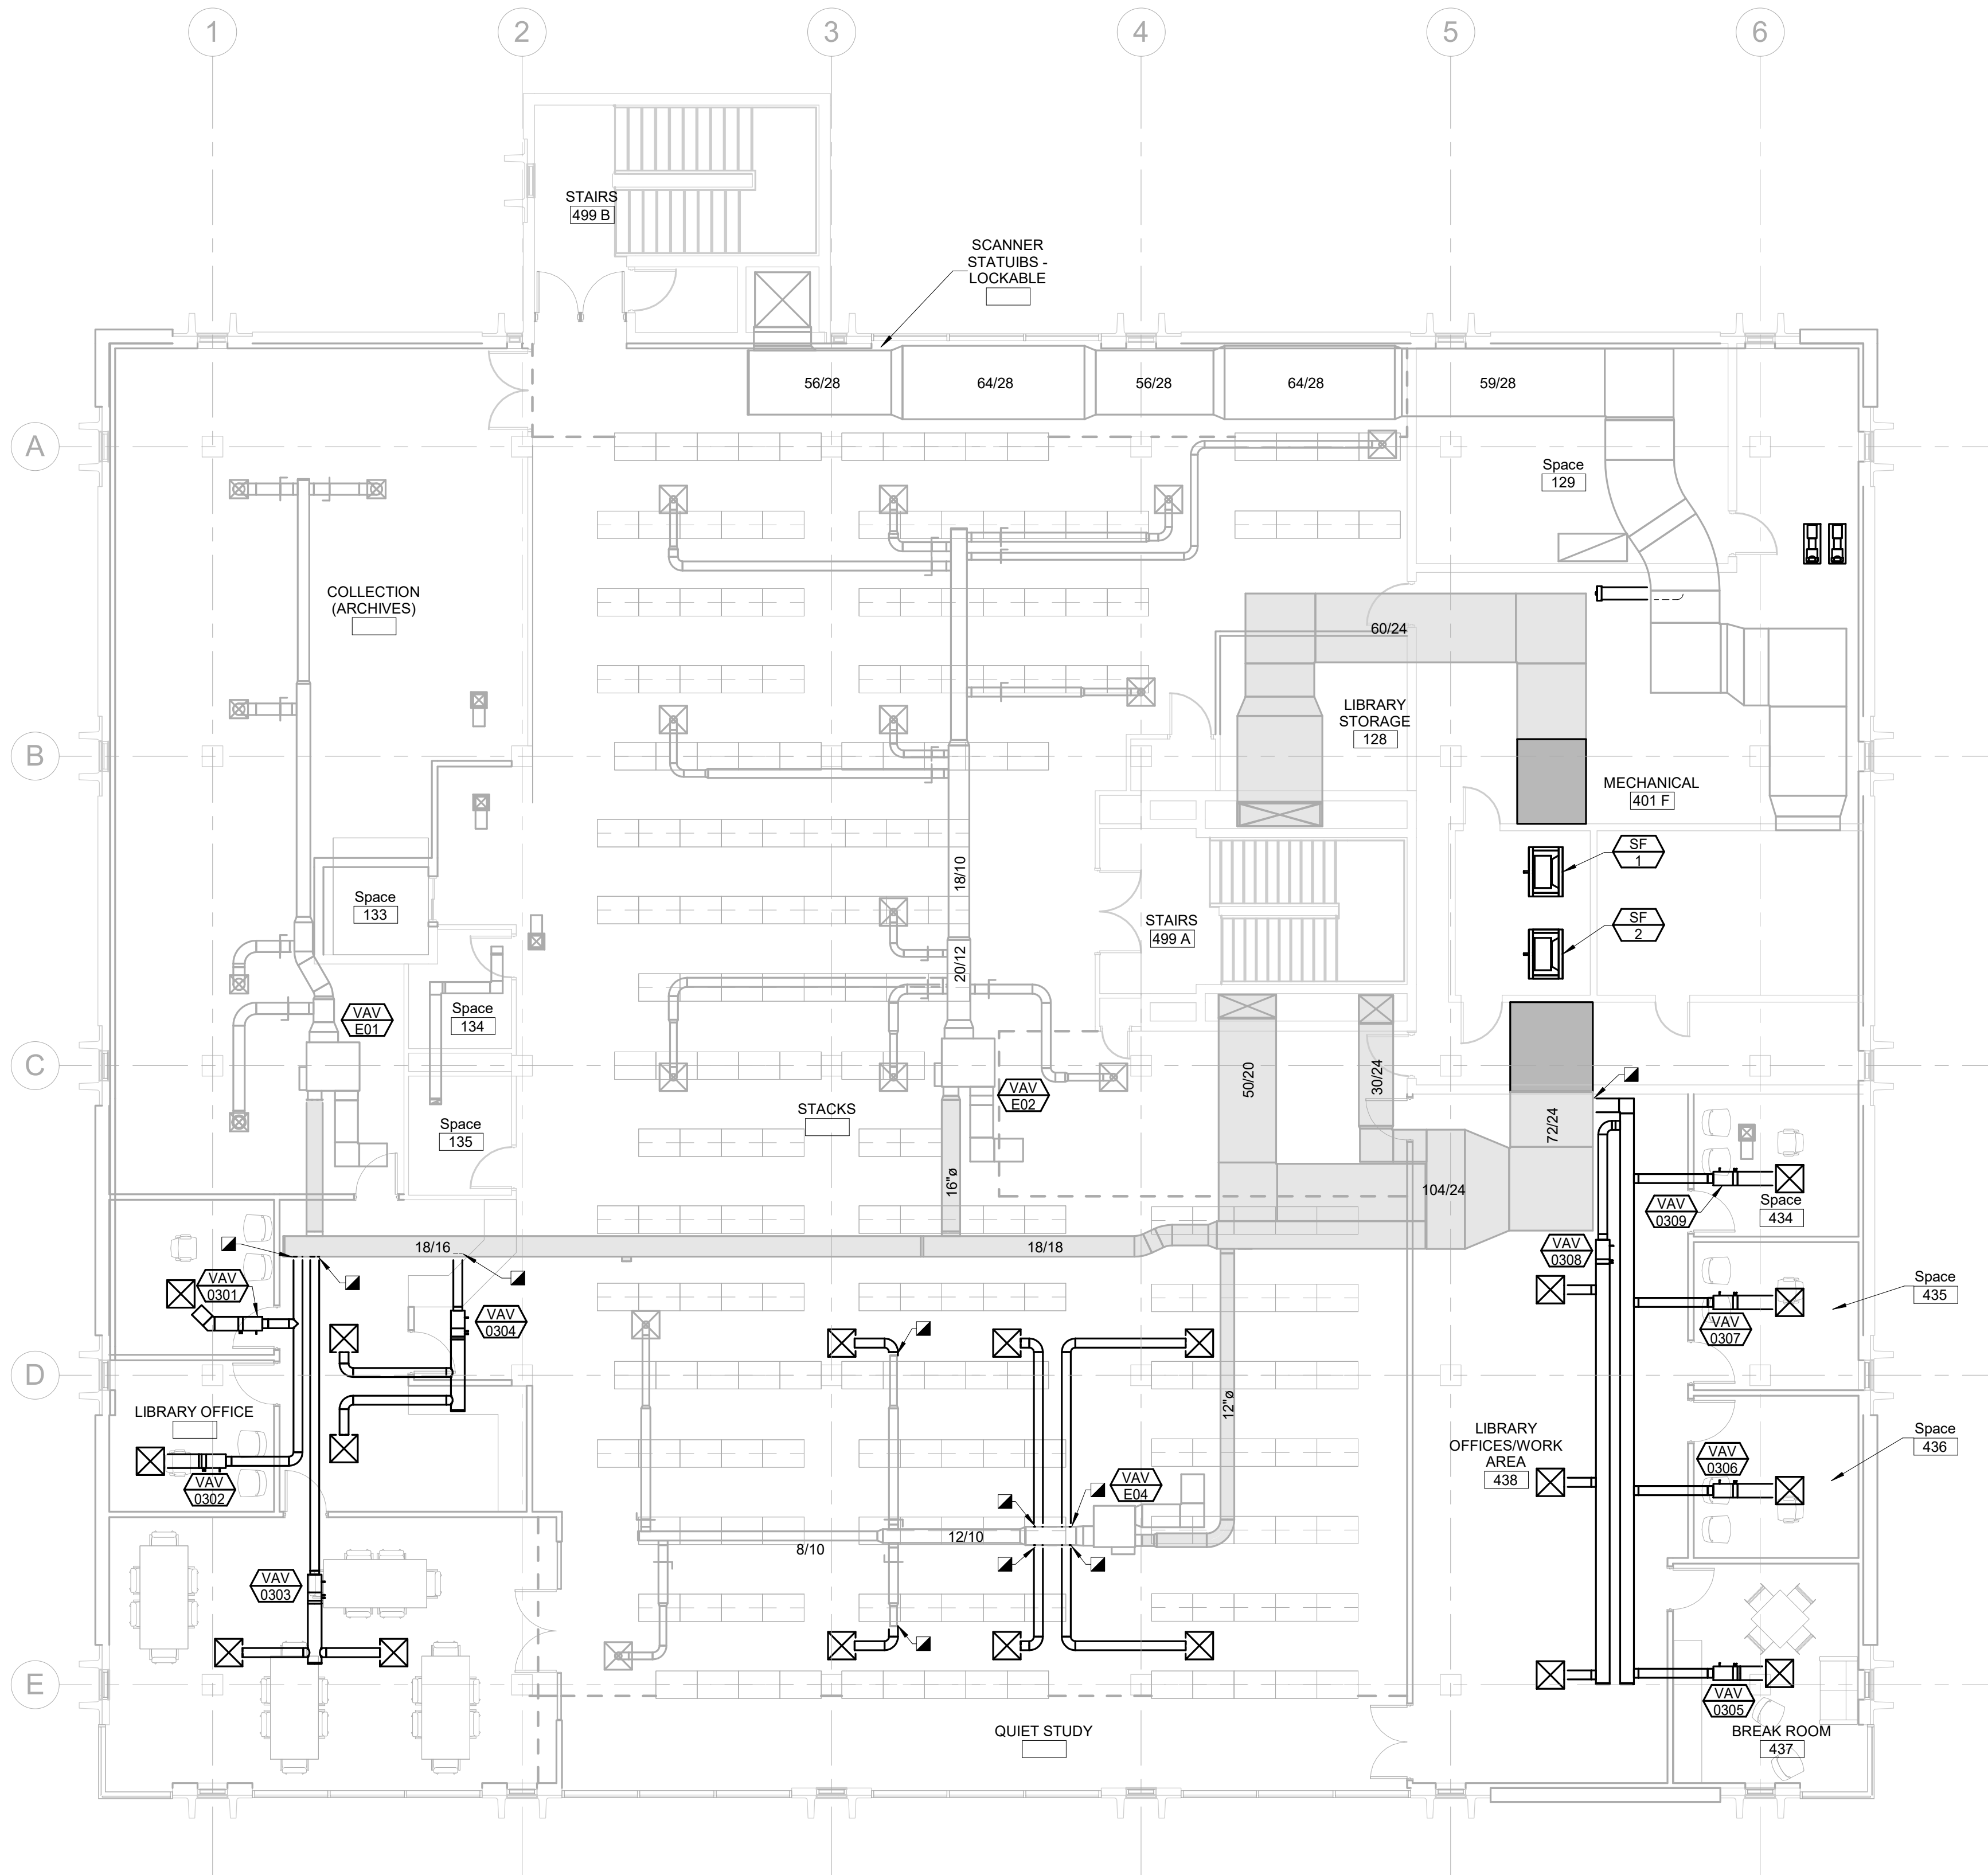 1
2
3
4
5
6
STAIRS
499 B
SCANNER
STATUIBS -
LOCKABLE
56/28
64/28
56/28
64/28
59/28
A
Space
129
COLLECTION
(ARCHIVES)
60/24
LIBRARY
STORAGE
128
B
MECHANICAL
401 F
SF
1
18/10
Space
133
STAIRS
499 A
SF
2
20/12
VAV
E01
Space
134
C
50/20
30/24
VAV
E02
STACKS
72/24
Space
135
16"ø
104/24
VAV
0309
Space
434
18/16
18/18
VAV
0308
VAV
0301
Space
435
VAV
0304
VAV
0307
D
12"ø
LIBRARY OFFICE
LIBRARY
OFFICES/WORK
AREA
438
Space
436
VAV
0306
VAV
0302
VAV
E04
12/10
8/10
VAV
0303
E
VAV
0305
QUIET STUDY
BREAK ROOM
437